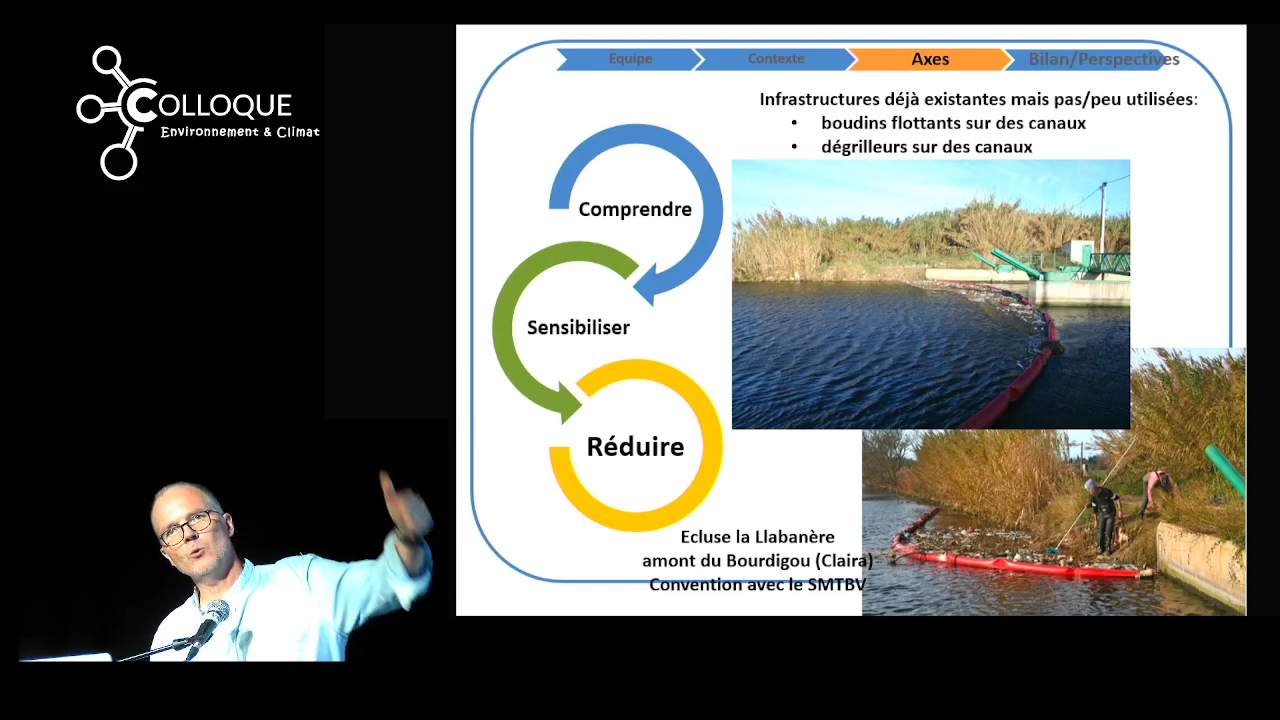 COLLOQUE
Environnement & Climat
Equipe
Contexte
Axes
Bilan/Perspectives
Infrastructures déjà existantes mais pas/peu utilisées:
• boudins flottants sur des canaux
• dégrilleurs sur des canaux
Comprendre
Sensibiliser
Réduire
Ecluse la Llabanère
amont du Bourdigou (Claira)
Convention avec le SMTBV